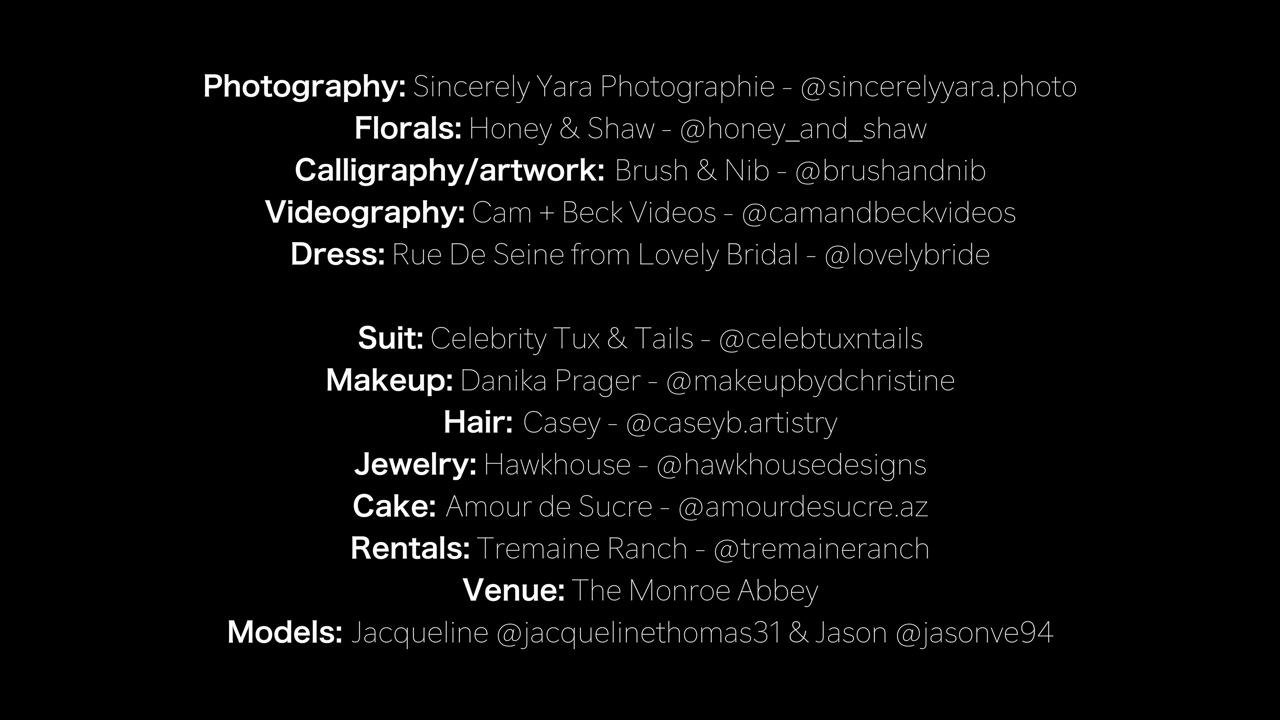 Photography: Sincerely Yara Photographie - @sincerelyyara.photo
Florals: Honey & Shaw - @honey_and_shaw
Calligraphy/artwork: Brush & Nib - @brushandnib
Videography: Cam + Beck Videos - @camandbeckvideos
Dress: Rue De Seine from Lovely Bridal - @lovelybride
Suit: Celebrity Tux & Tails - @celebtuxntails
Makeup: Danika Prager - @makeupbydchristine
Hair: Casey - @caseyb.artistry
Jewelry: Hawkhouse - @hawkhousedesigns
Cake: Amour de Sucre - @amourdesucre.az
Rentals: Tremaine Ranch - @tremaineranch
Venue: The Monroe Abbey
Models: Jacqueline @jacquelinethomas31 & Jason @jasonve94